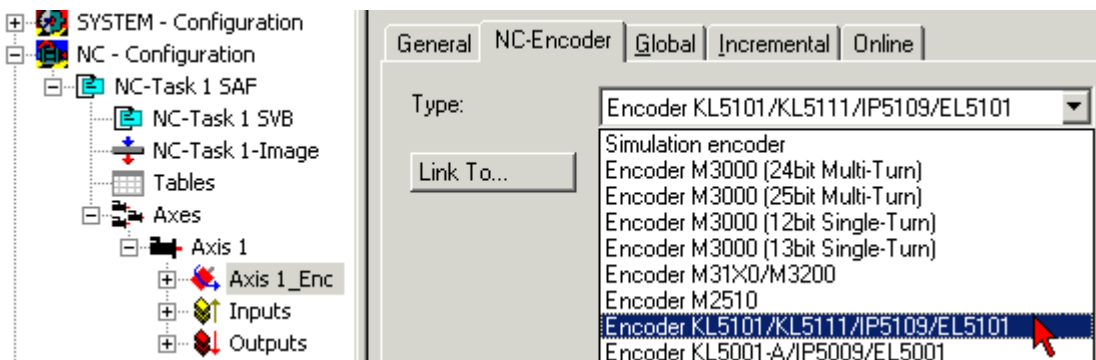 SYSTEM - Configuration
NC - Configuration
NC-Task 1 SAF
NC-Task 1 SVB
NC-Task 1-Image
Tables
Axes
Axis 1
Axis 1_Enc
Inputs
Outputs
General NC-Encoder Global Incremental Online
Type:
Encoder KL5101/KL5111/IP5109/EL5101
Link To...
Simulation encoder
Encoder M3000 (24bit Multi-Turn)
Encoder M3000 (25bit Multi-Turn)
Encoder M3000 (12bit Single-Turn)
Encoder M3000 (13bit Single-Turn)
Encoder M31X0/M3200
Encoder M2510
Encoder KL5101/KL5111/IP5109/EL5101
Encoder KL5001-A/IP5009/EL5001